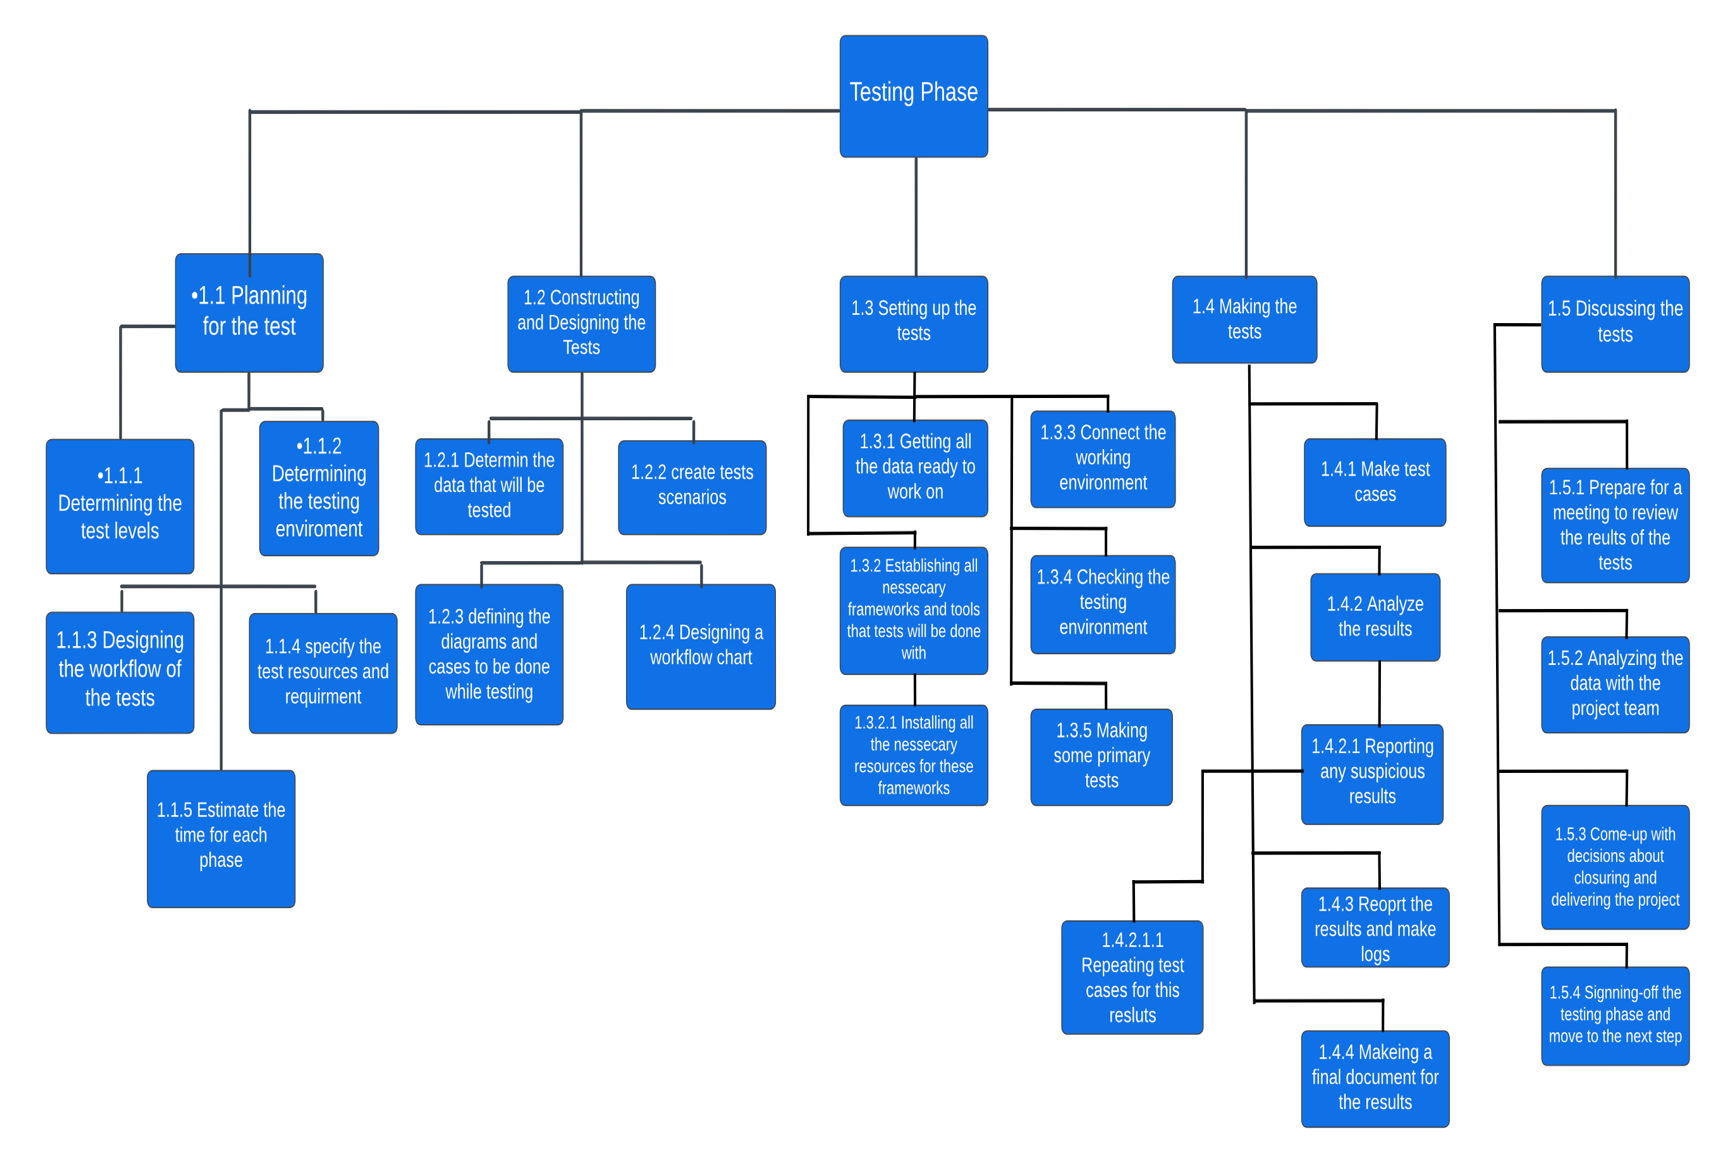 Testing Phase
•1.1 Planning
for the test
1.2 Constructing
and Designing the
Tests
1.3 Setting up the
tests
1.4 Making the
tests
1.5 Discussing the
tests
•1.1.1
Determining the
test levels
•1.1.2
Determining
the testing
enviroment
1.1.3 Designing
the workflow of
the tests
1.1.4 specify the
test resources and
requirment
1.1.5 Estimate the
time for each
phase
1.2.1 Determin the
data that will be
tested
1.2.2 create tests
scenarios
1.2.3 defining the
diagrams and
cases to be done
while testing
1.2.4 Designing a
workflow chart
1.3.1 Getting all
the data ready to
work on
1.3.2 Establishing all
nessecary
frameworks and tools
that tests will be done
with
1.3.2.1 Installing all
the nessecary
resources for these
frameworks
1.3.3 Connect the
working
environment
1.3.4 Checking the
testing
environment
1.3.5 Making
some primary
tests
1.4.1 Make test
cases
1.4.2 Analyze
the results
1.4.2.1 Reporting
any suspicious
results
1.4.2.1.1
Repeating test
cases for this
resluts
1.4.3 Reoprt the
results and make
logs
1.4.4 Makeing a
final document for
the results
1.5.1 Prepare for a
meeting to review
the reults of the
tests
1.5.2 Analyzing the
data with the
project team
1.5.3 Come-up with
decisions about
closuring and
delivering the project
1.5.4 Signning-off the
testing phase and
move to the next step